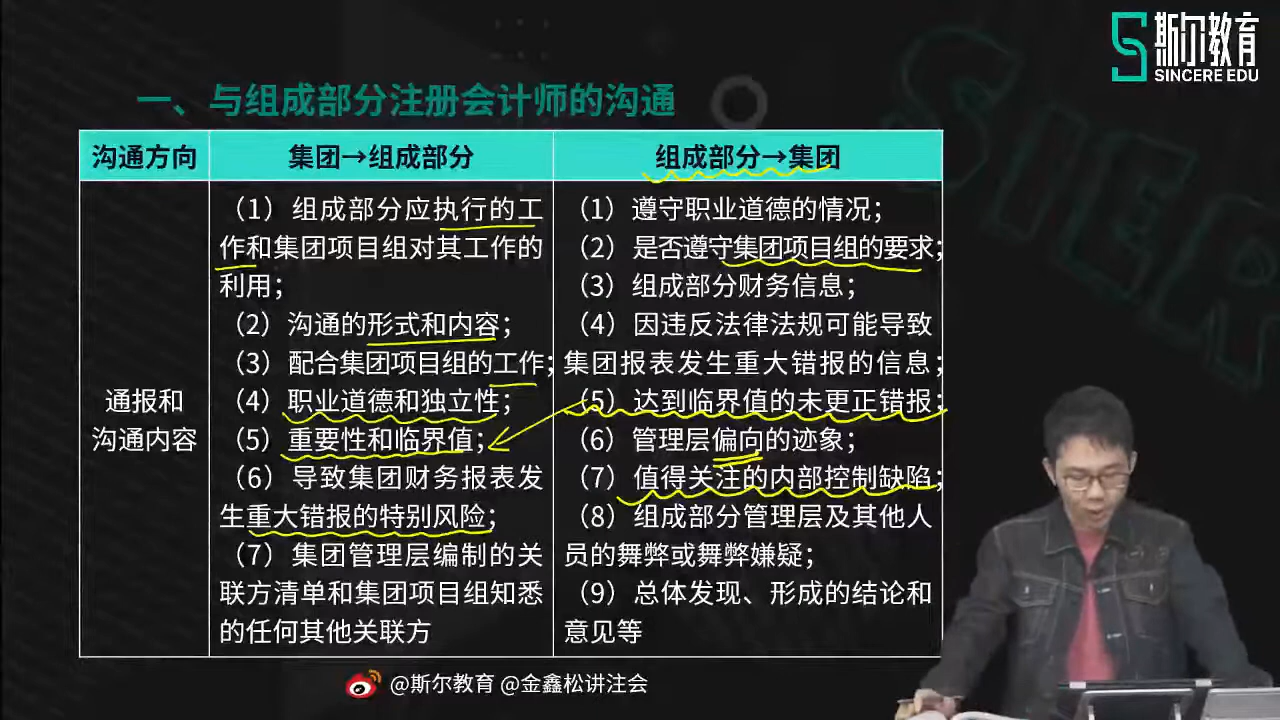 斯尔教育
SINCERE EDU
一、与组成部分注册会计师的沟通
沟通方向
集团→组成部分
组成部分→集团
通报和
沟通内容
（1）组成部分应执行的工
作和集团项目组对其工作的
利用；
（2）沟通的形式和内容；
（3）配合集团项目组的工作；
（4）职业道德和独立性；
（5）重要性和临界值；
（6）导致集团财务报表发
生重大错报的特别风险；
（7）集团管理层编制的关
联方清单和集团项目组知悉
的任何其他关联方
（1）遵守职业道德的情况；
（2）是否遵守集团项目组的要求；
（3）组成部分财务信息；
（4）因违反法律法规可能导致
集团报表发生重大错报的信息；
（5）达到临界值的未更正错报；
（6）管理层偏向的迹象；
（7）值得关注的内部控制缺陷；
（8）组成部分管理层及其他人
员的舞弊或舞弊嫌疑；
（9）总体发现、形成的结论和
意见等
@斯尔教育 @金鑫松讲注会